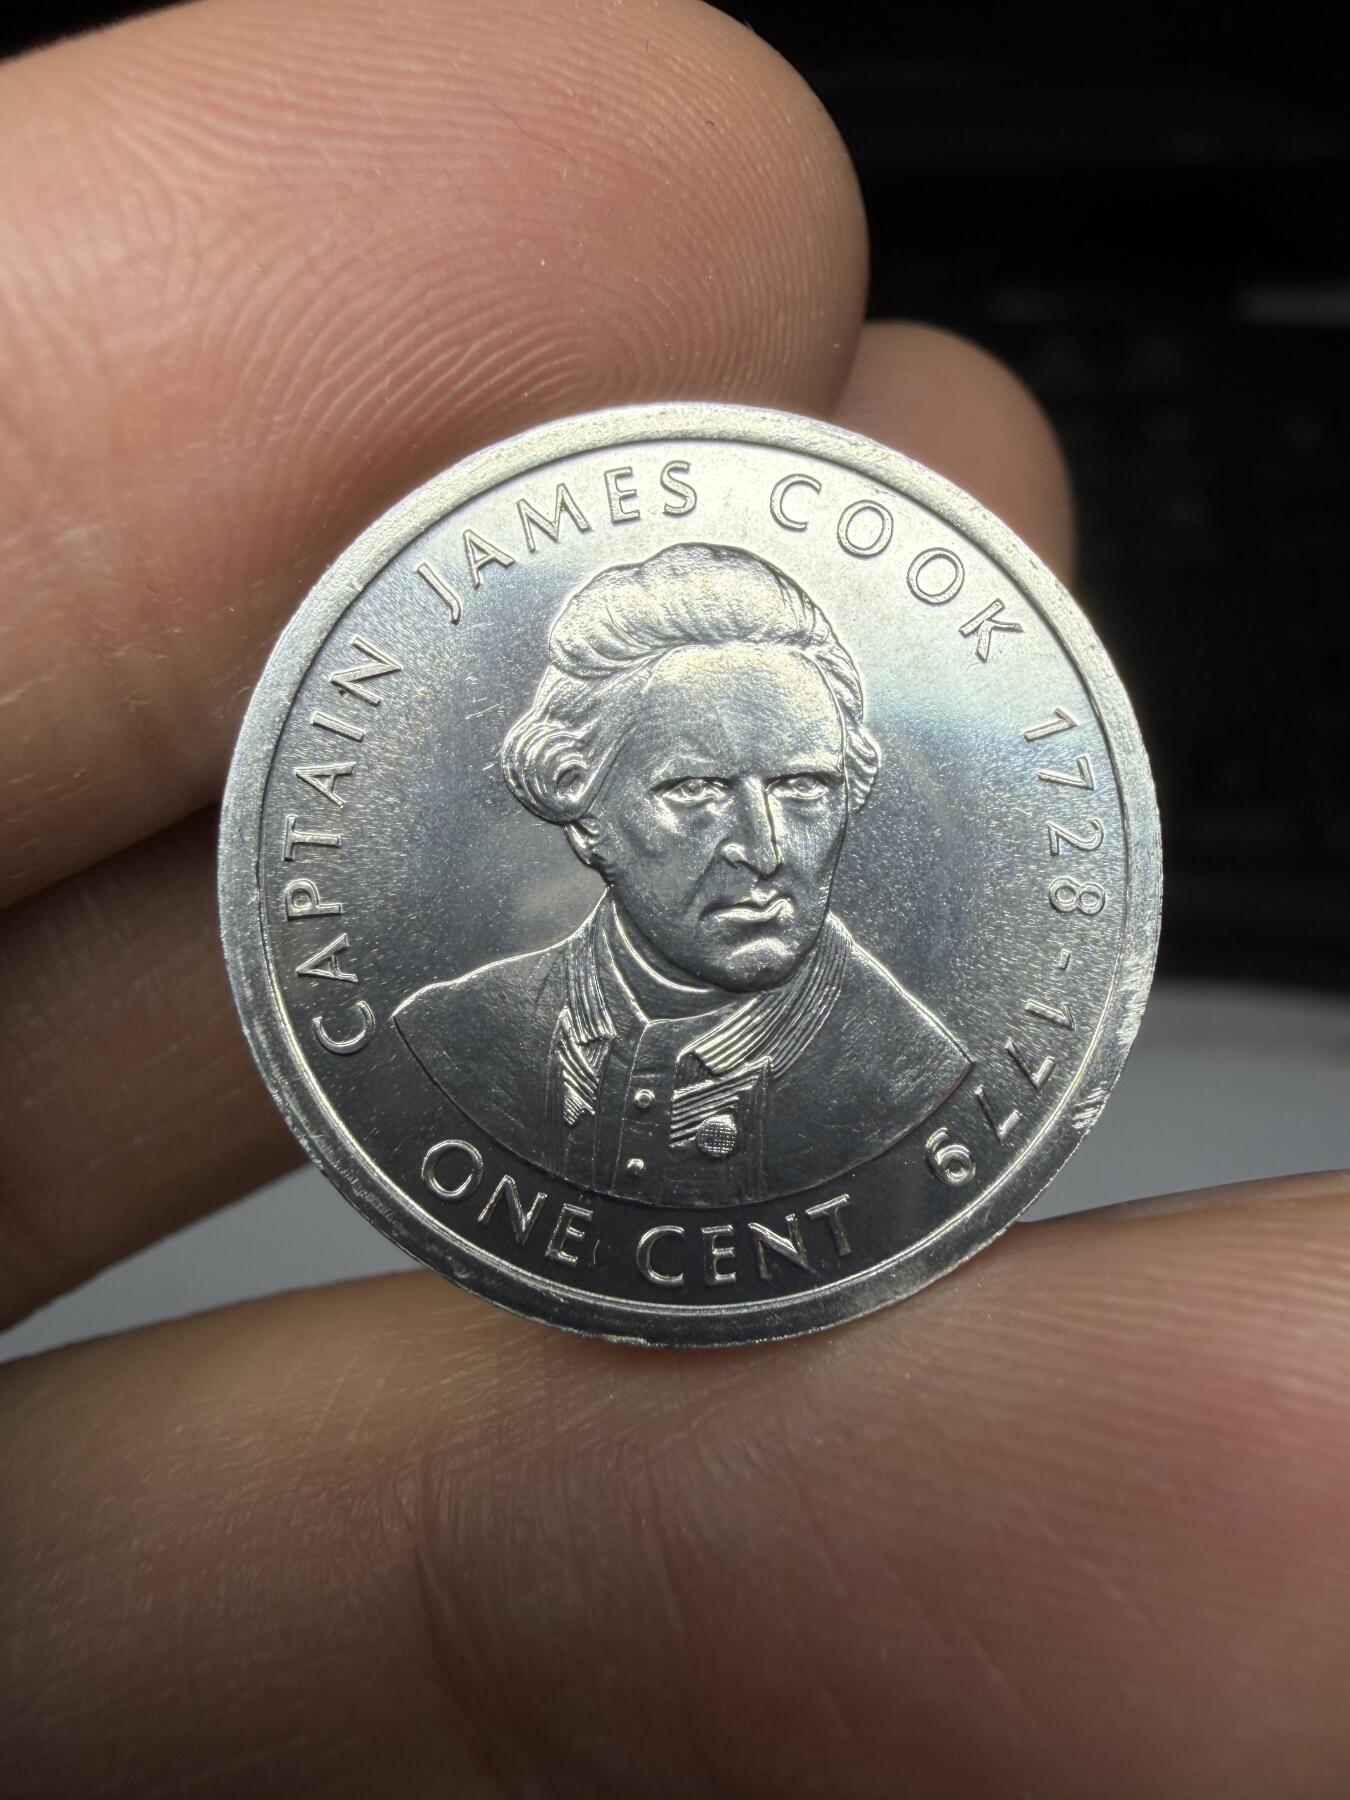 CAPTAIN JAMES COOK 1728-1779
ONE CENT